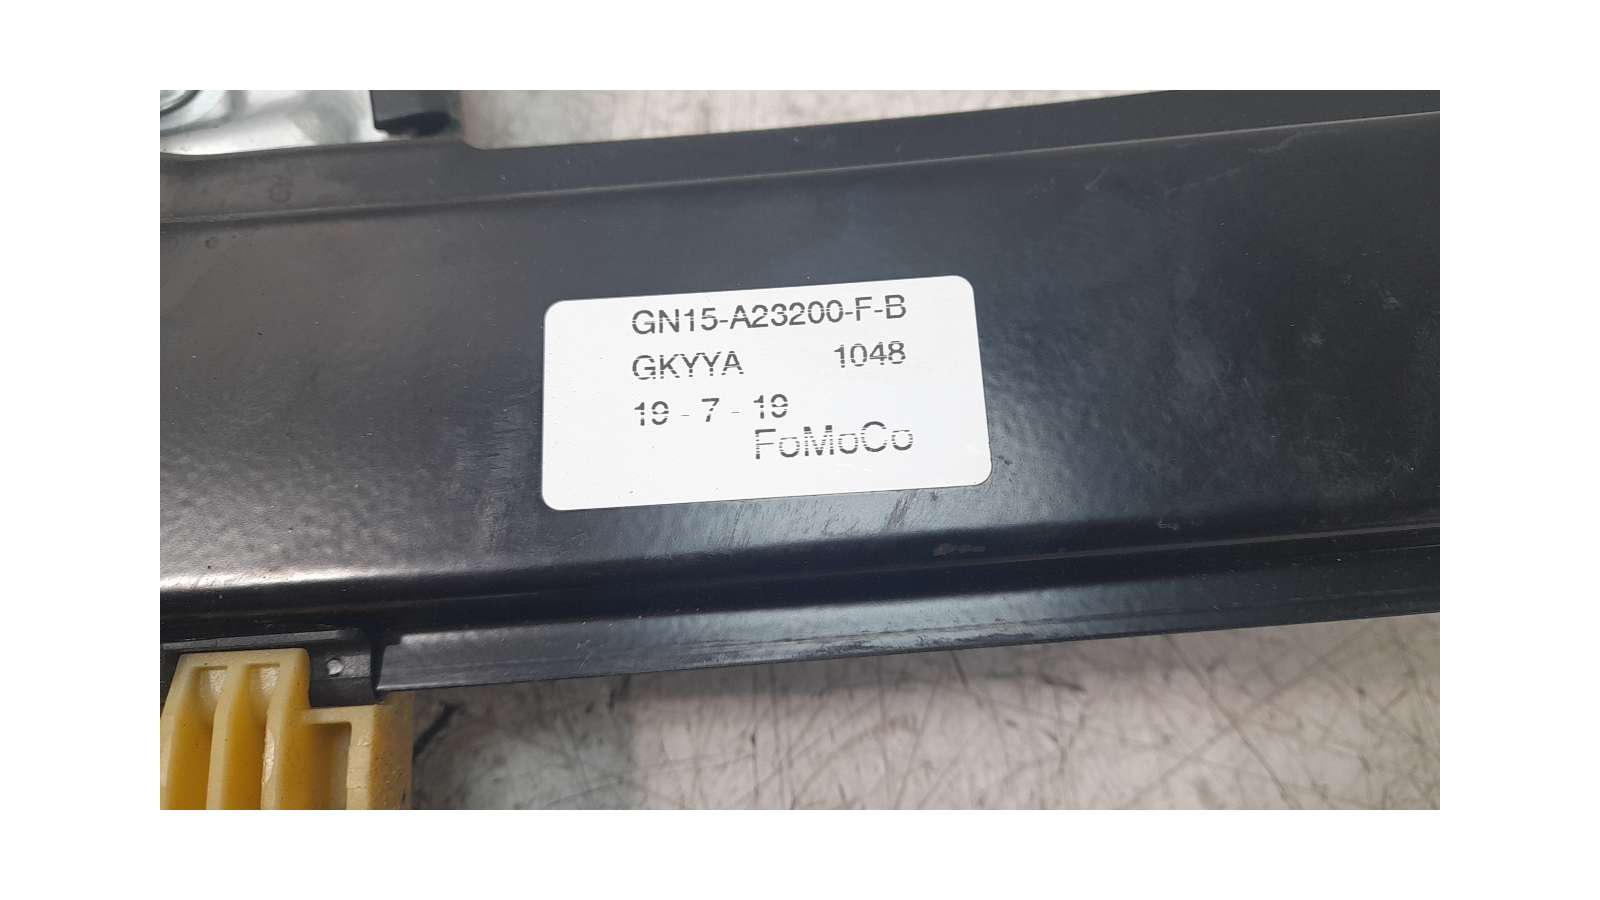 GN15-A23200-F-B
GKYYA 1048
19 - 7 - 19
FoMoCo